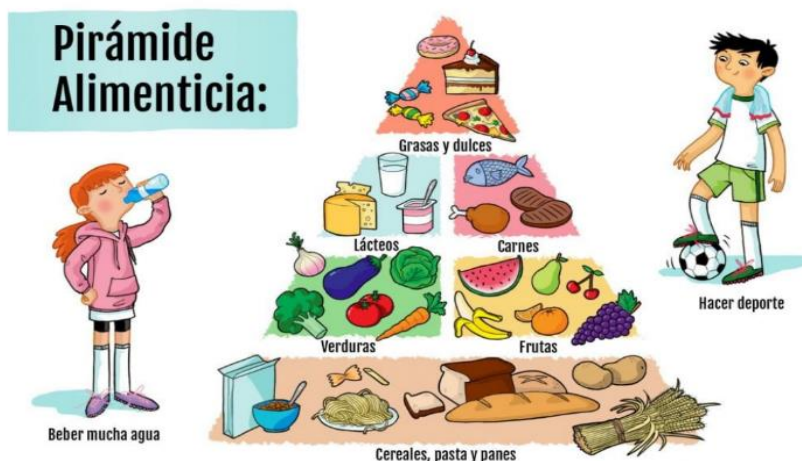 Pirámide
Alimenticia:
Grasas y dulces
Lácteos
Carnes
Verduras
Frutas
Cereales, pasta y panes
Beber mucha agua
Hacer deporte